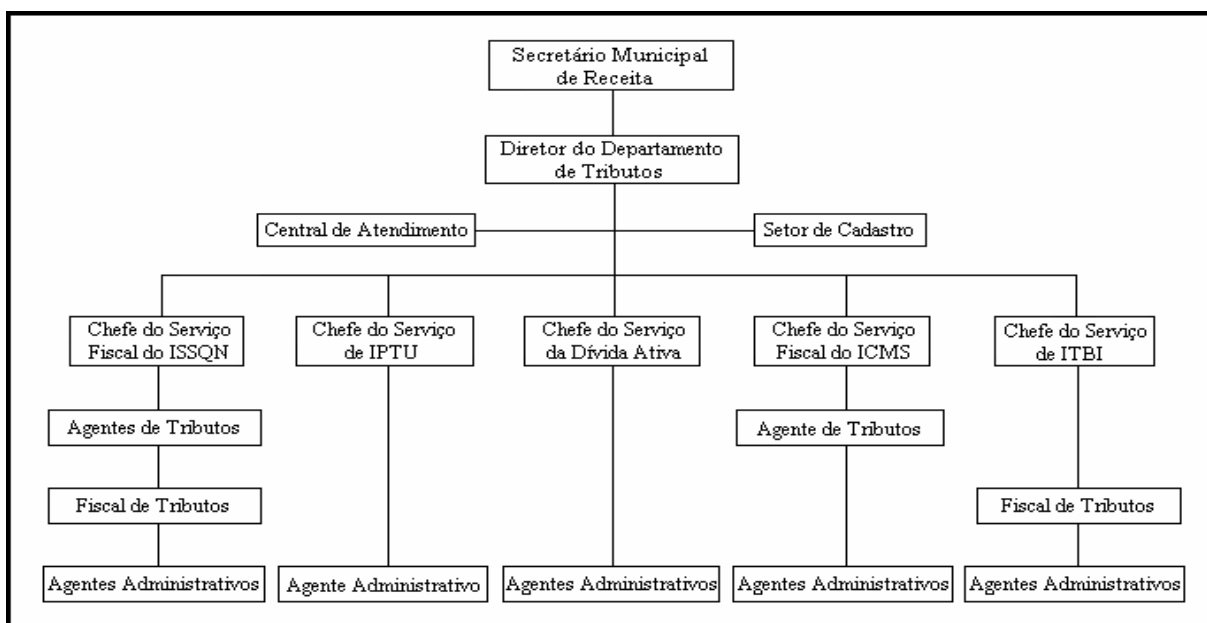 Secretário Municipal
de Receita
Diretor do Departamento
de Tributos
Central de Atendimento
Setor de Cadastro
Chefe do Serviço
Fiscal do ISSQN
Chefe do Serviço
de IPTU
Chefe do Serviço
da Dívida Ativa
Chefe do Serviço
Fiscal do ICMS
Chefe do Serviço
de ITBI
Agentes de Tributos
Agente de Tributos
Fiscal de Tributos
Fiscal de Tributos
Agentes Administrativos
Agente Administrativo
Agentes Administrativos
Agentes Administrativos
Agentes Administrativos